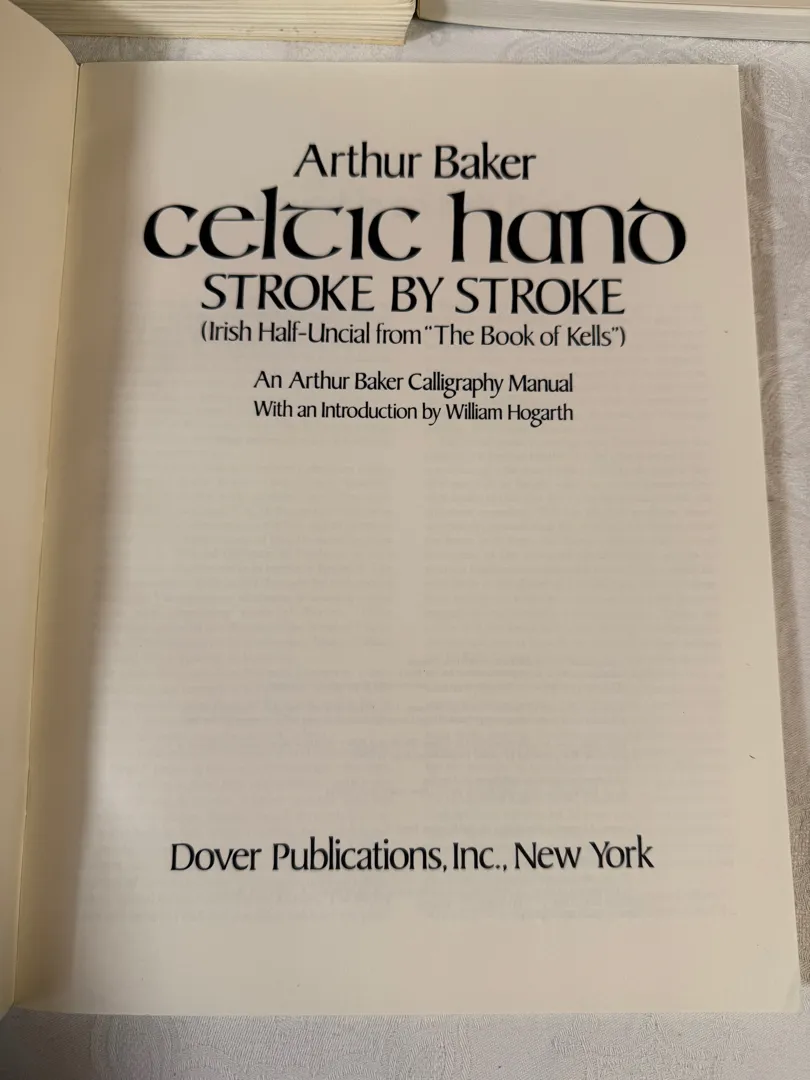 Arthur Baker
celtic hand
STROKE BY STROKE
(Irish Half-Uncial from "The Book of Kells")
An Arthur Baker Calligraphy Manual
With an Introduction by William Hogarth
Dover Publications, Inc., New York